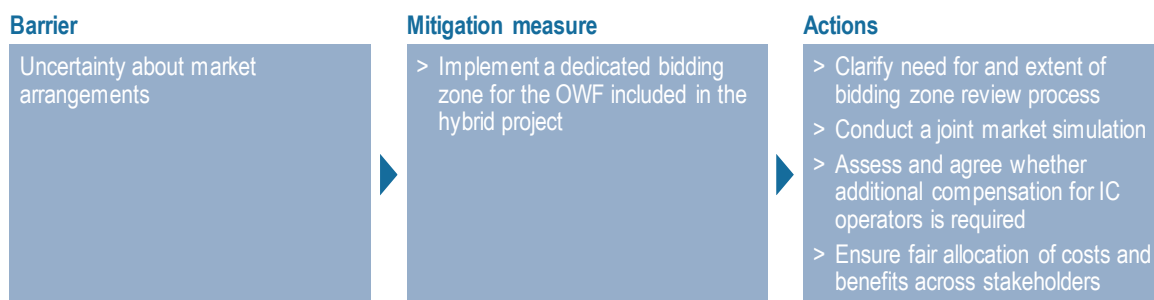 Barrier
Uncertainty about market
arrangements
Mitigation measure
> Implement a dedicated bidding
zone for the OWF included in the
hybrid project
Actions
> Clarify need for and extent of
bidding zone review process
> Conduct a joint market simulation
> Assess and agree whether
additional compensation for IC
operators is required
> Ensure fair allocation of costs and
benefits across stakeholders